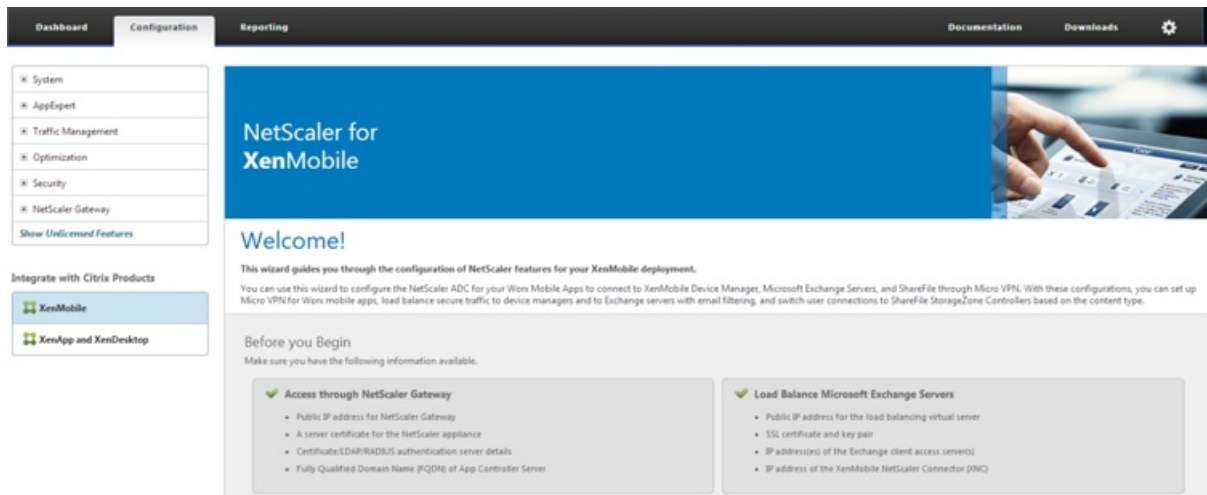 Dashboard
Configuration
Reporting
Documentation
Downloads
System
AppExpert
Traffic Management
Optimization
Security
NetScaler Gateway
Show Unlicensed Features
Integrate with Citrix Products
XenMobile
XenApp and XenDesktop
NetScaler for
XenMobile
Welcome!
This wizard guides you through the configuration of NetScaler features for your XenMobile deployment.
You can use this wizard to configure the NetScaler ADC for your Worx Mobile Apps to connect to XenMobile Device Manager, Microsoft Exchange Servers, and ShareFile through Micro VPN. With these configurations, you can set up
Micro VPN for Worx mobile apps, load balance secure traffic to device managers and to Exchange servers with email filtering, and switch user connections to ShareFile StorageZone Controllers based on the content type.
Before you Begin
Make sure you have the following information available.
Access through NetScaler Gateway
• Public IP address for NetScaler Gateway
• A server certificate for the NetScaler appliance
• Certificate/LDAP/RADIUS authentication server details
• Fully Qualified Domain Name (FQDN) of App Controller Server
Load Balance Microsoft Exchange Servers
• Public IP address for the load balancing virtual server
• SSL certificate and key pair
• IP address(es) of the Exchange client access server(s)
• IP address of the XenMobile NetScaler Connector (XNC)